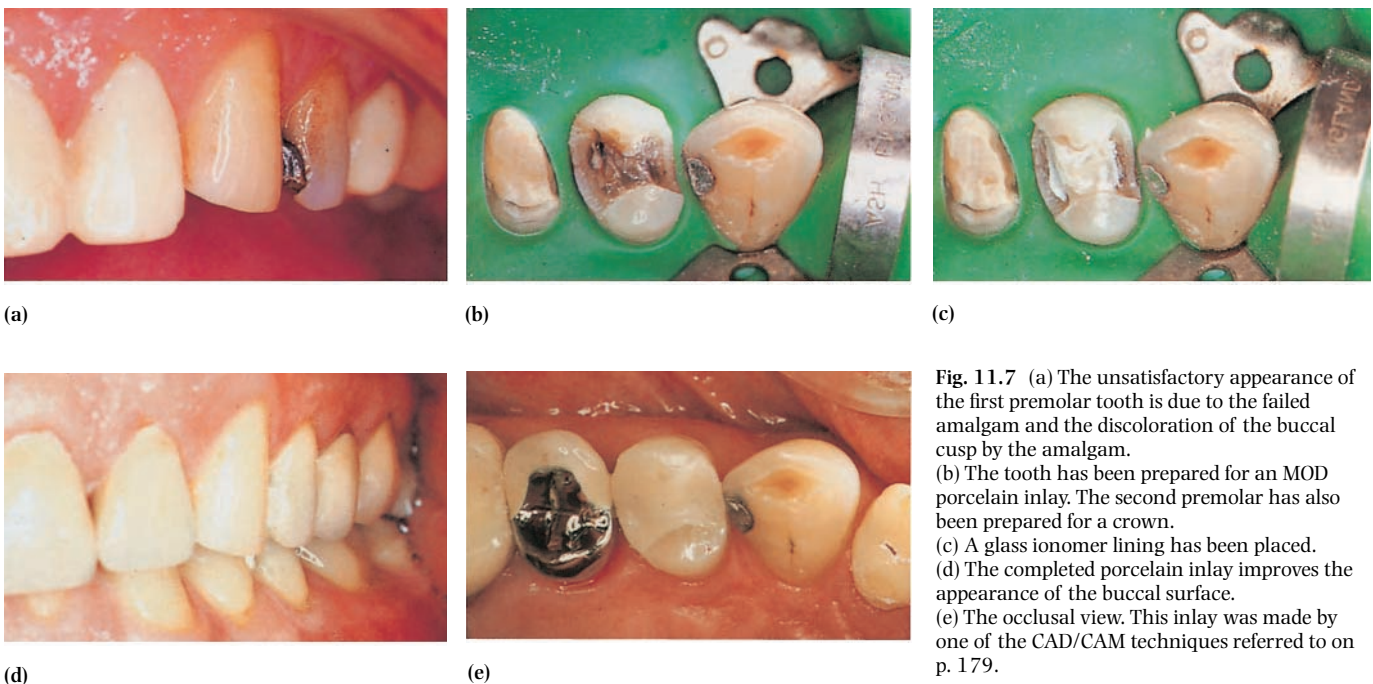 (a)
(b)
(c)
(d)
(e)
Fig. 11.7 (a) The unsatisfactory appearance of
the first premolar tooth is due to the failed
amalgam and the discoloration of the buccal
cusp by the amalgam.
(b) The tooth has been prepared for an MOD
porcelain inlay. The second premolar has also
been prepared for a crown.
(c) A glass ionomer lining has been placed.
(d) The completed porcelain inlay improves the
appearance of the buccal surface.
(e) The occlusal view. This inlay was made by
one of the CAD/CAM techniques referred to on
p. 179.